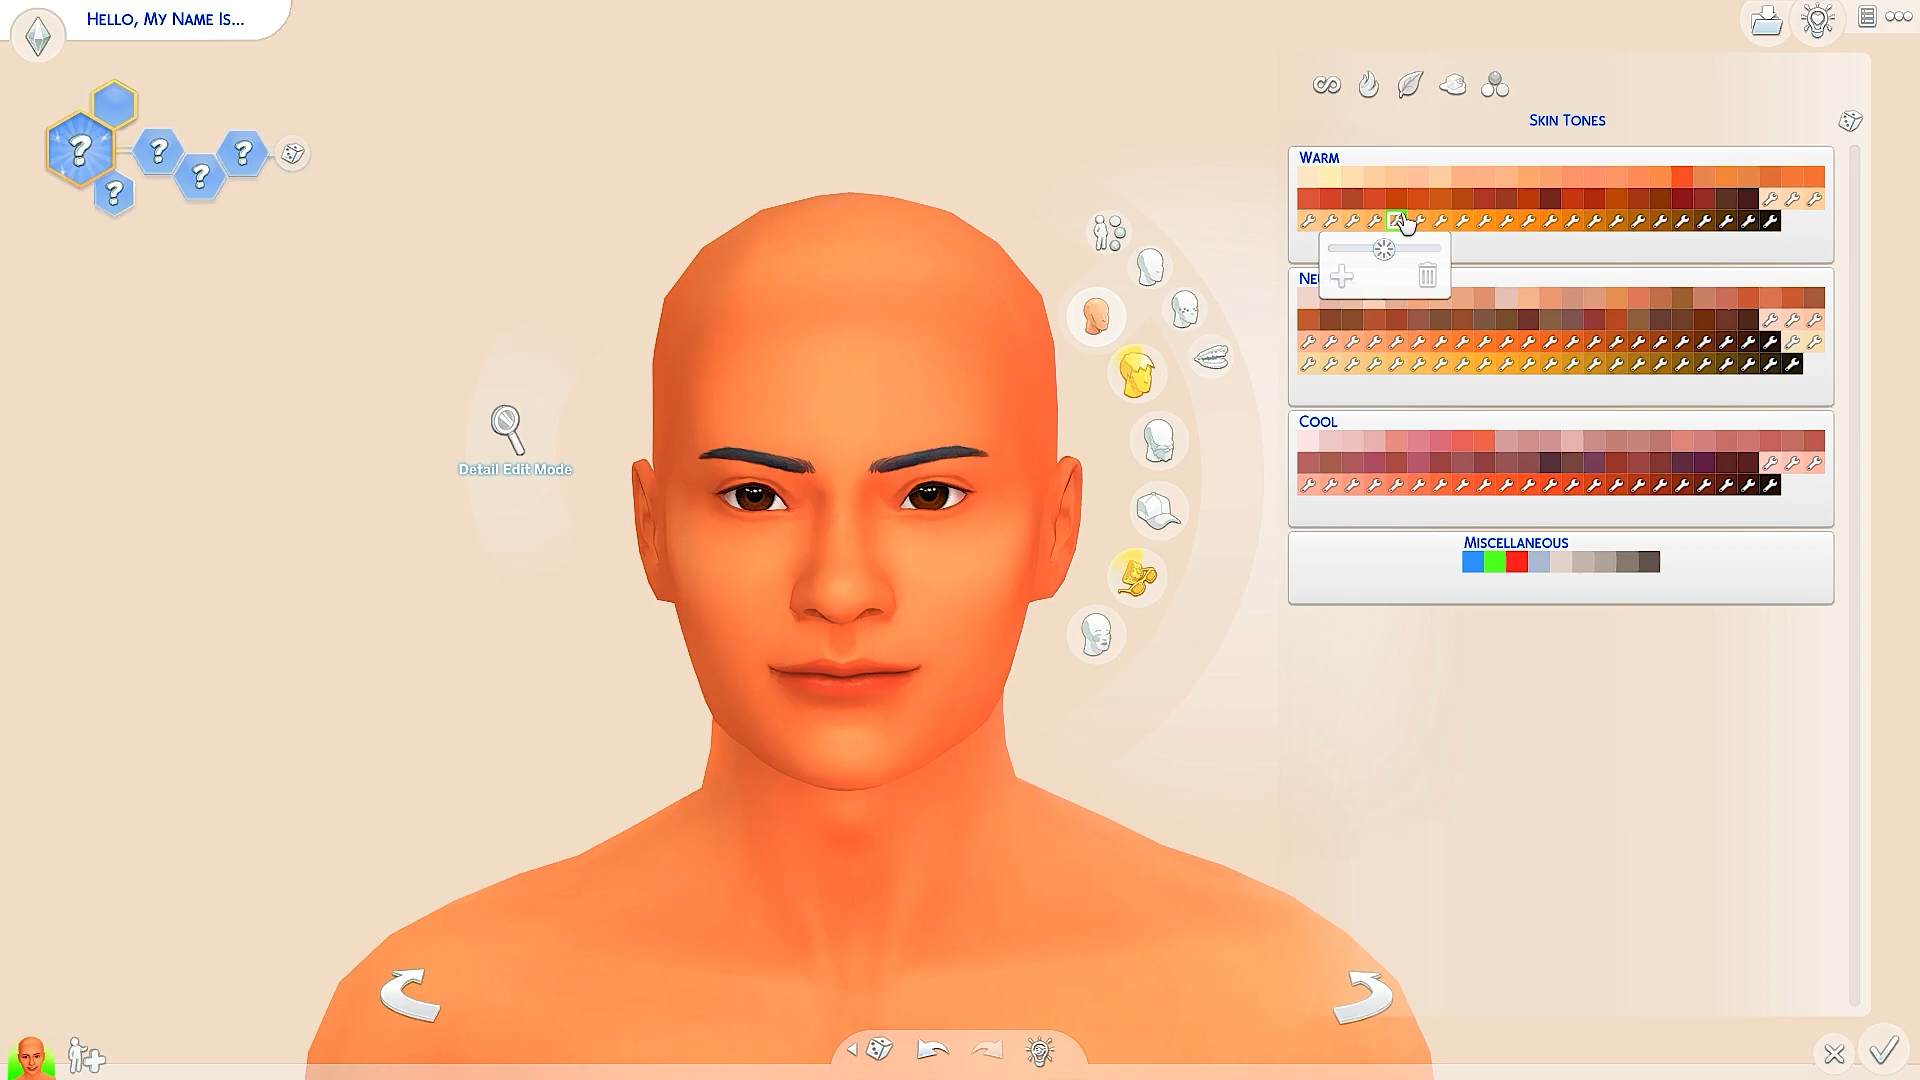 Hello, My Name Is...
Skin Tones
Warm
Ne
Cool
Miscellaneous
Detail Edit Mode